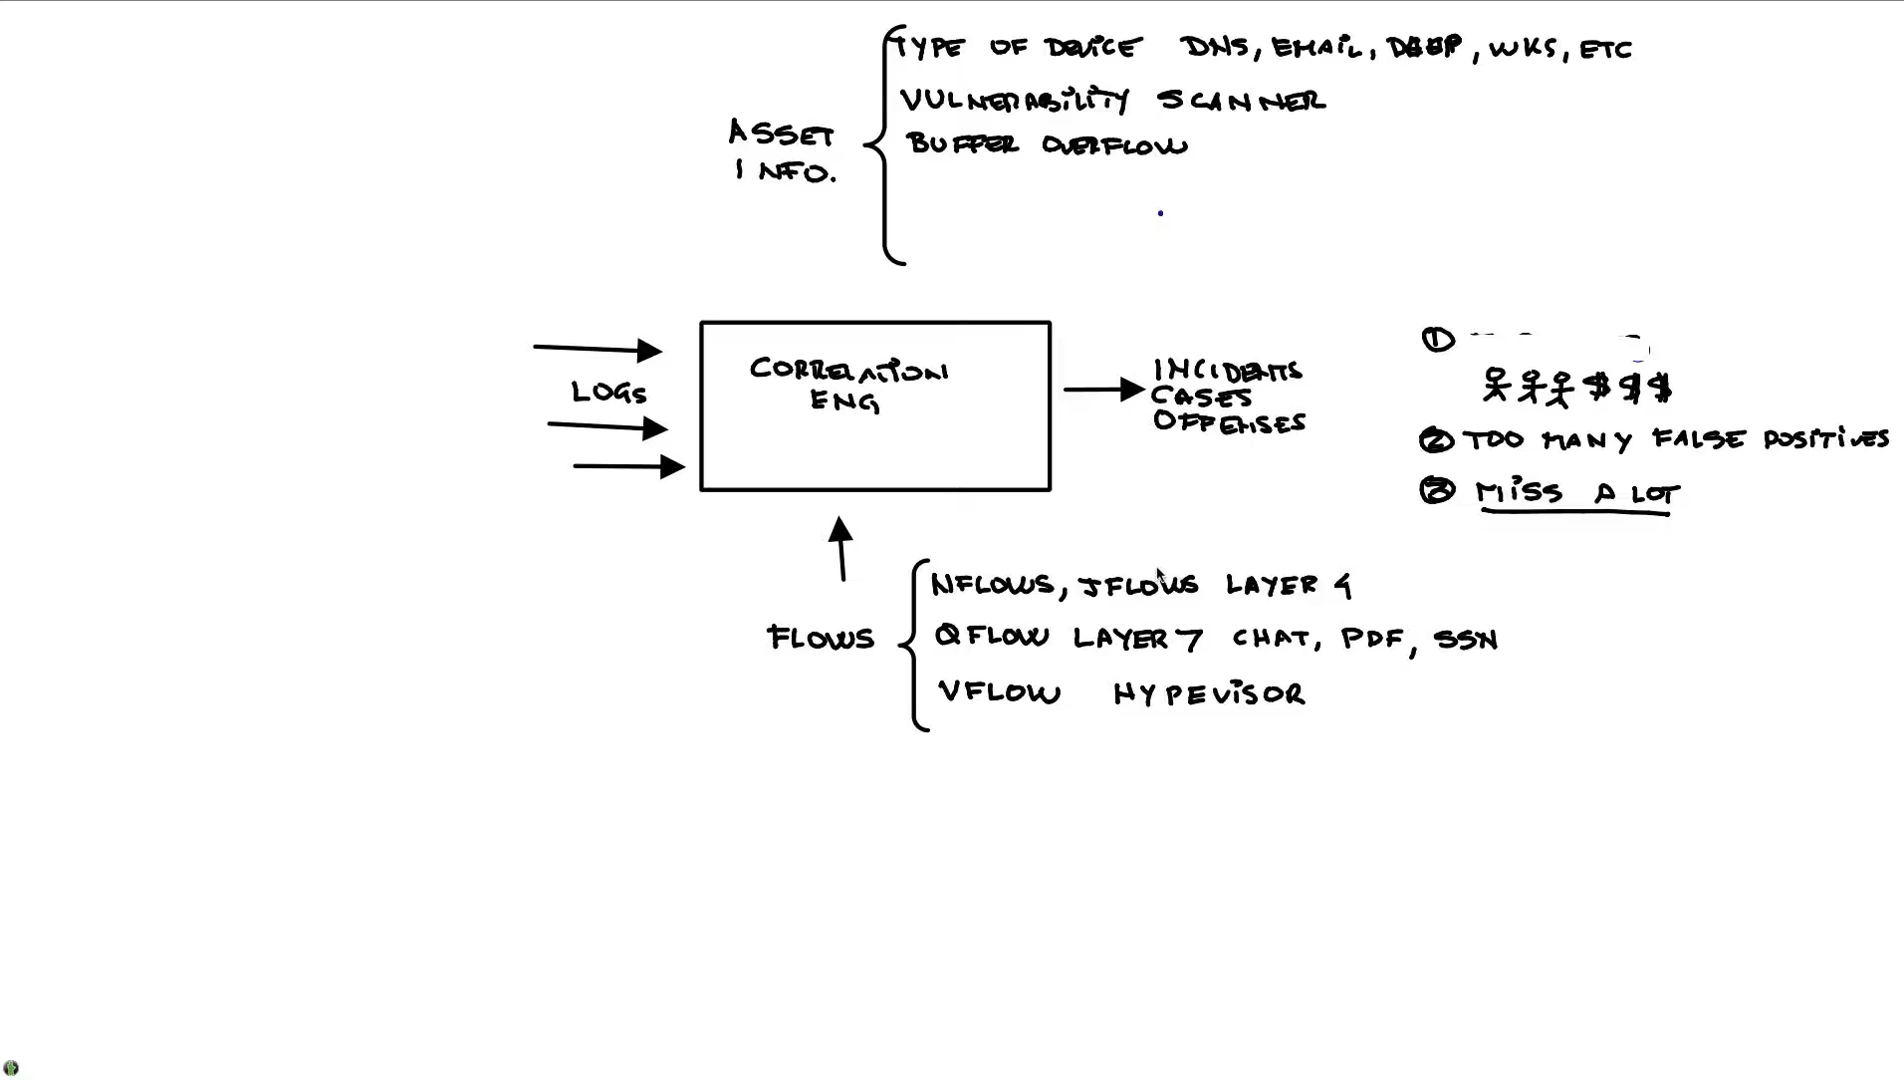 TYPE OF DEVICE DNS, EMAIL, , WKS, ETC
VULNERABILITY SCANNER
BUFFER OVERFLOW
ASSET
INFO.
LOGS
CORRELATION
ENG
INCIDENTS
CASES
OFFENSES
①
$ $ $
② TOO MANY FALSE POSITIVES
③ MISS A LOT
FLOWS
NFLOWS, JFLOWS LAYER 4
QFLOW LAYER 7 CHAT, PDF, SSN
VFLOW HYPEVISOR